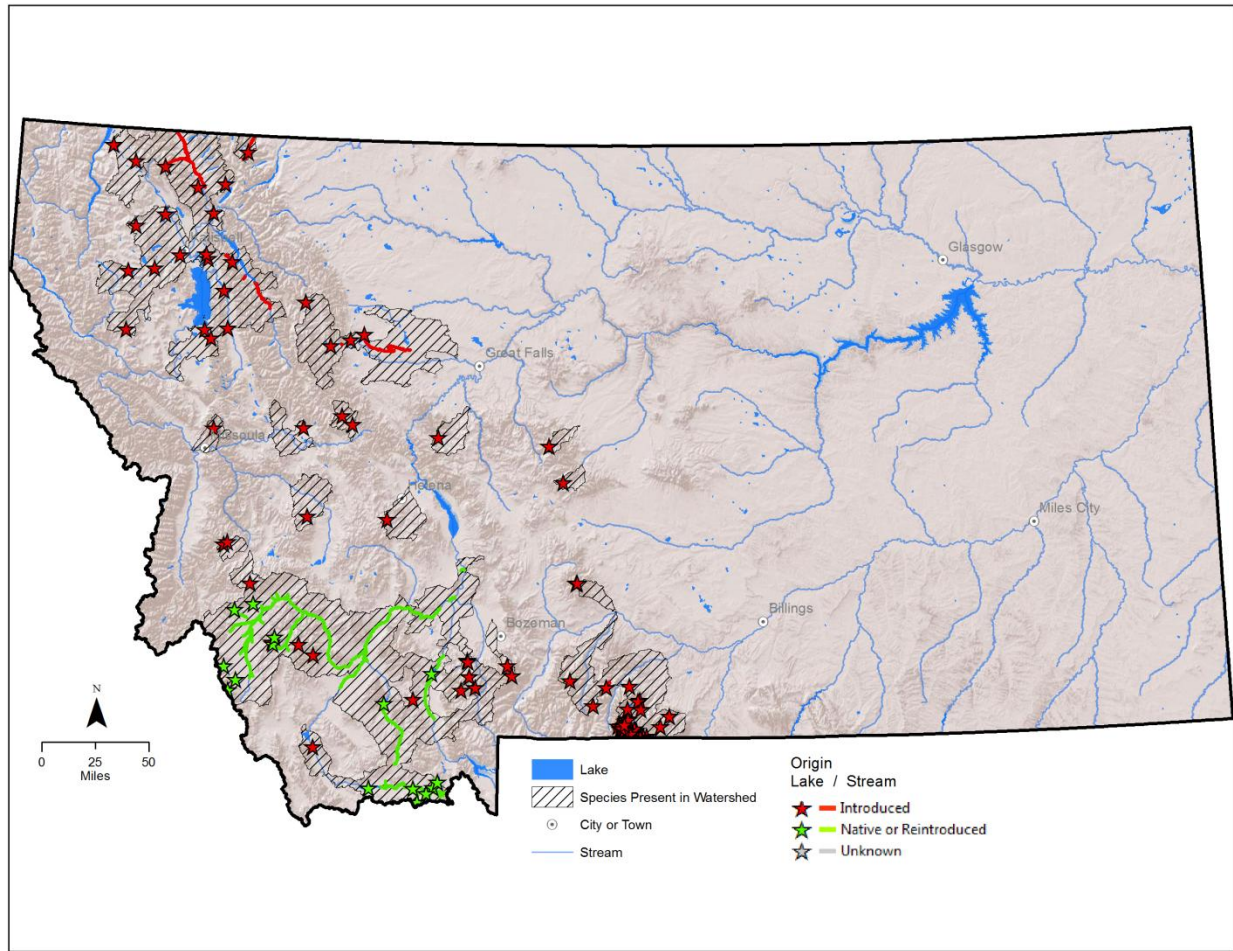 Glasgow
Great Falls
Helena
Miles City
Billings
Bozeman
N
0 25 50
Miles
Lake
Species Present in Watershed
City or Town
Stream
Origin
Lake / Stream
Introduced
Native or Reintroduced
Unknown